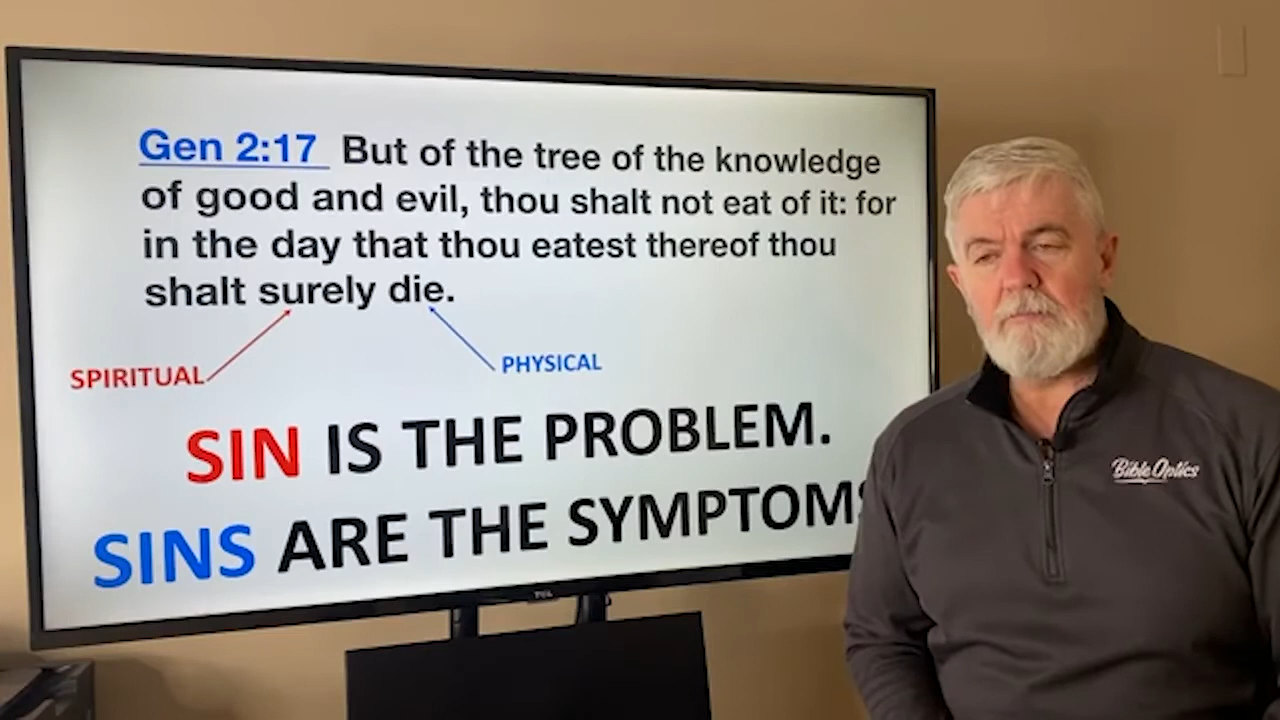 Gen 2:17 But of the tree of the knowledge
of good and evil, thou shalt not eat of it: for
in the day that thou eatest thereof thou
shalt surely die.
SPIRITUAL
PHYSICAL
SIN IS THE PROBLEM.
SINS ARE THE SYMPTOMS
TCL
Bible Optics